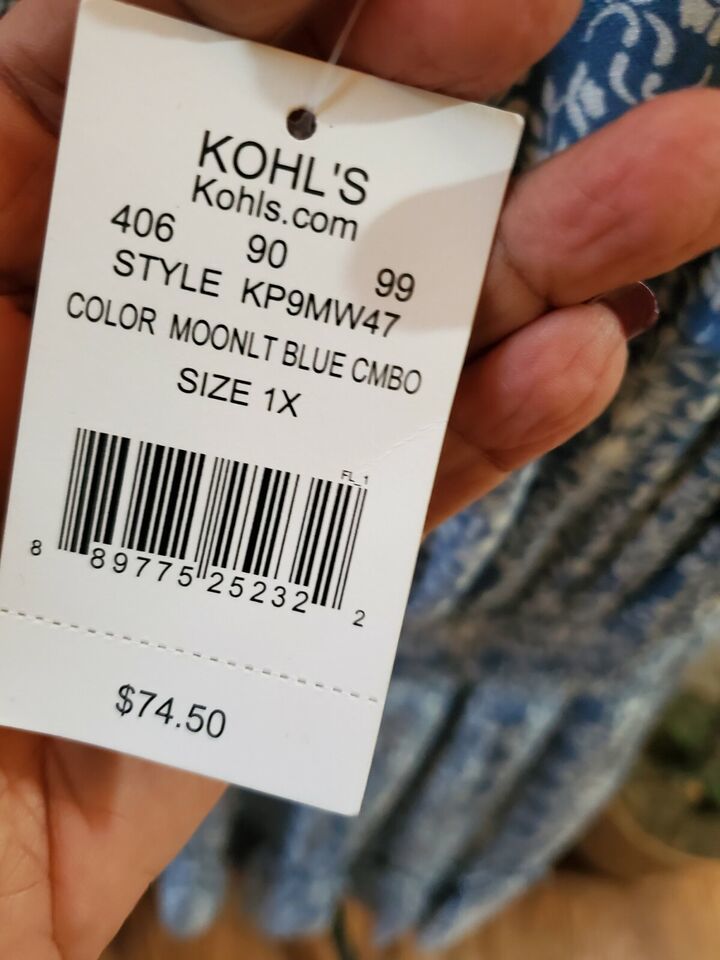 KOHL'S
Kohls.com
406 90 99
STYLE KP9MW47
COLOR MOONLT BLUE CMBO
SIZE 1X
FL_1
8 89775 25232 2
$74.50